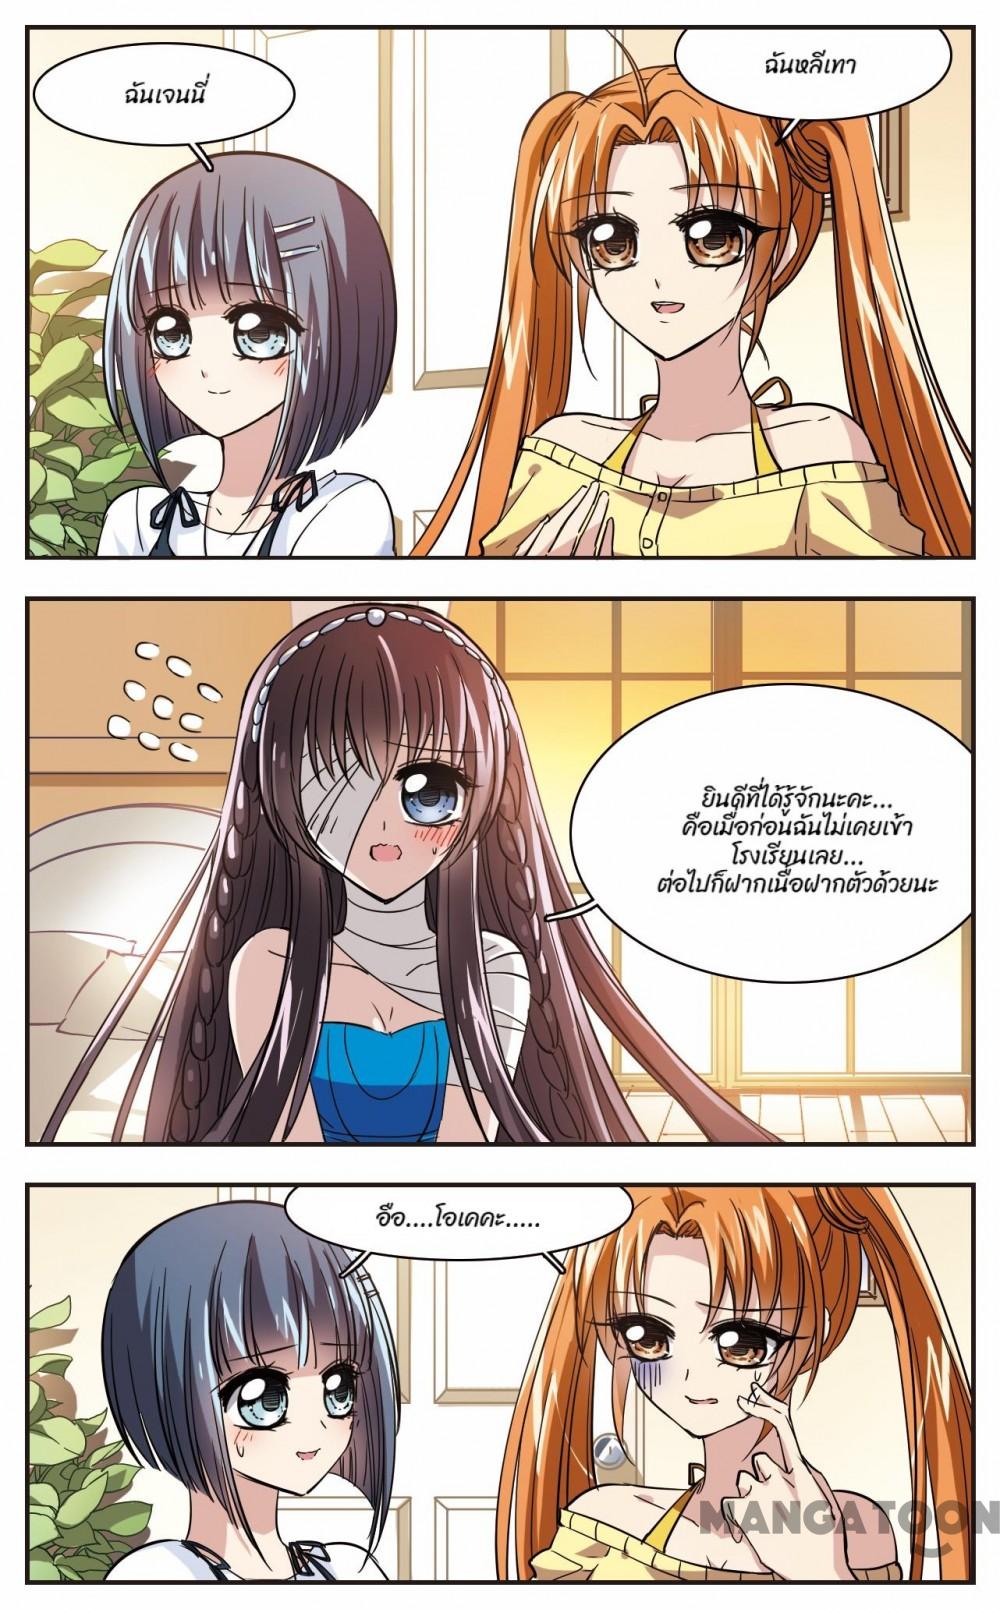 ฉันเจนนี่
ฉันหลีเทา
ยินดีที่ได้รู้จักนะคะ...
คือเมื่อก่อนฉันไม่เคยเข้า
โรงเรียนเลย...
ต่อไปก็ฝากเนื้อฝากตัวด้วยนะ
อือ....โอเคคะ.....
MANGATOON